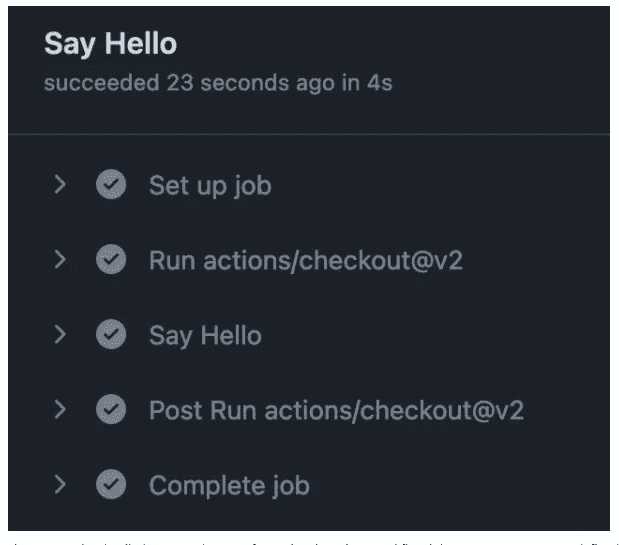 Say Hello
succeeded 23 seconds ago in 4s
Set up job
Run actions/checkout@v2
Say Hello
Post Run actions/checkout@v2
Complete job